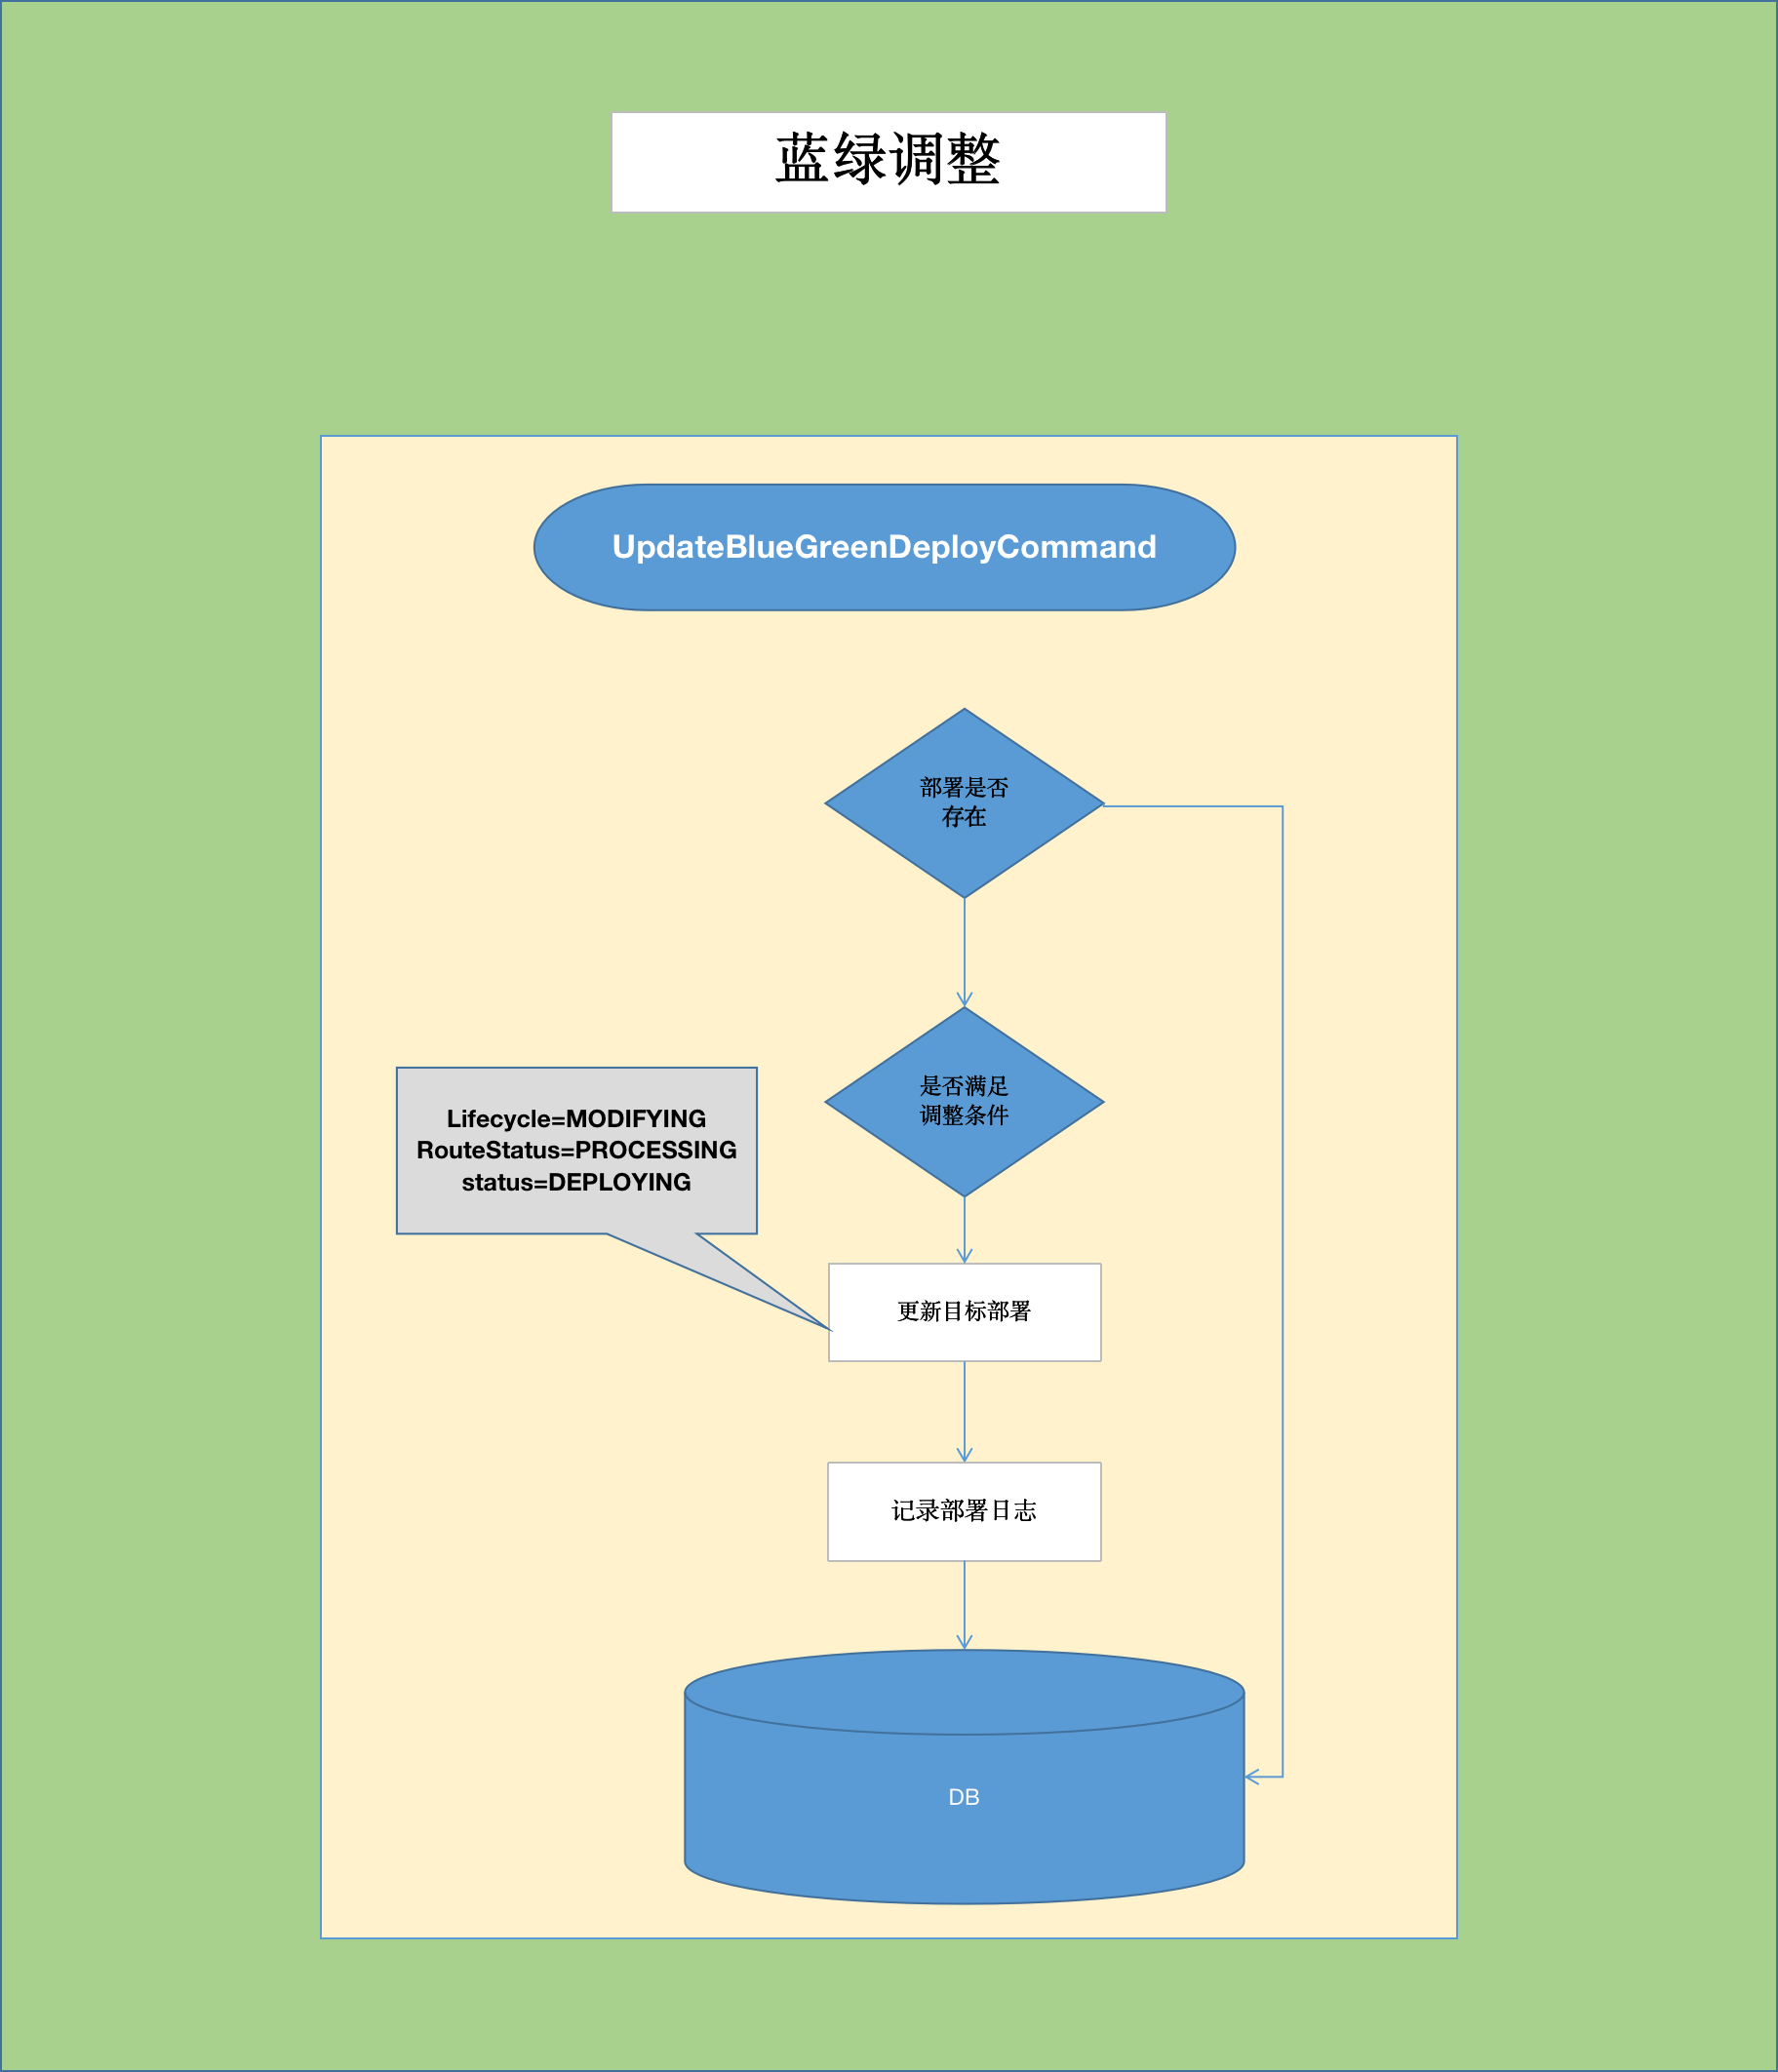 蓝绿调整
UpdateBlueGreenDeployCommand
部署是否
存在
是否满足
调整条件
Lifecycle=MODIFYING
RouteStatus=PROCESSING
status=DEPLOYING
更新目标部署
记录部署日志
DB